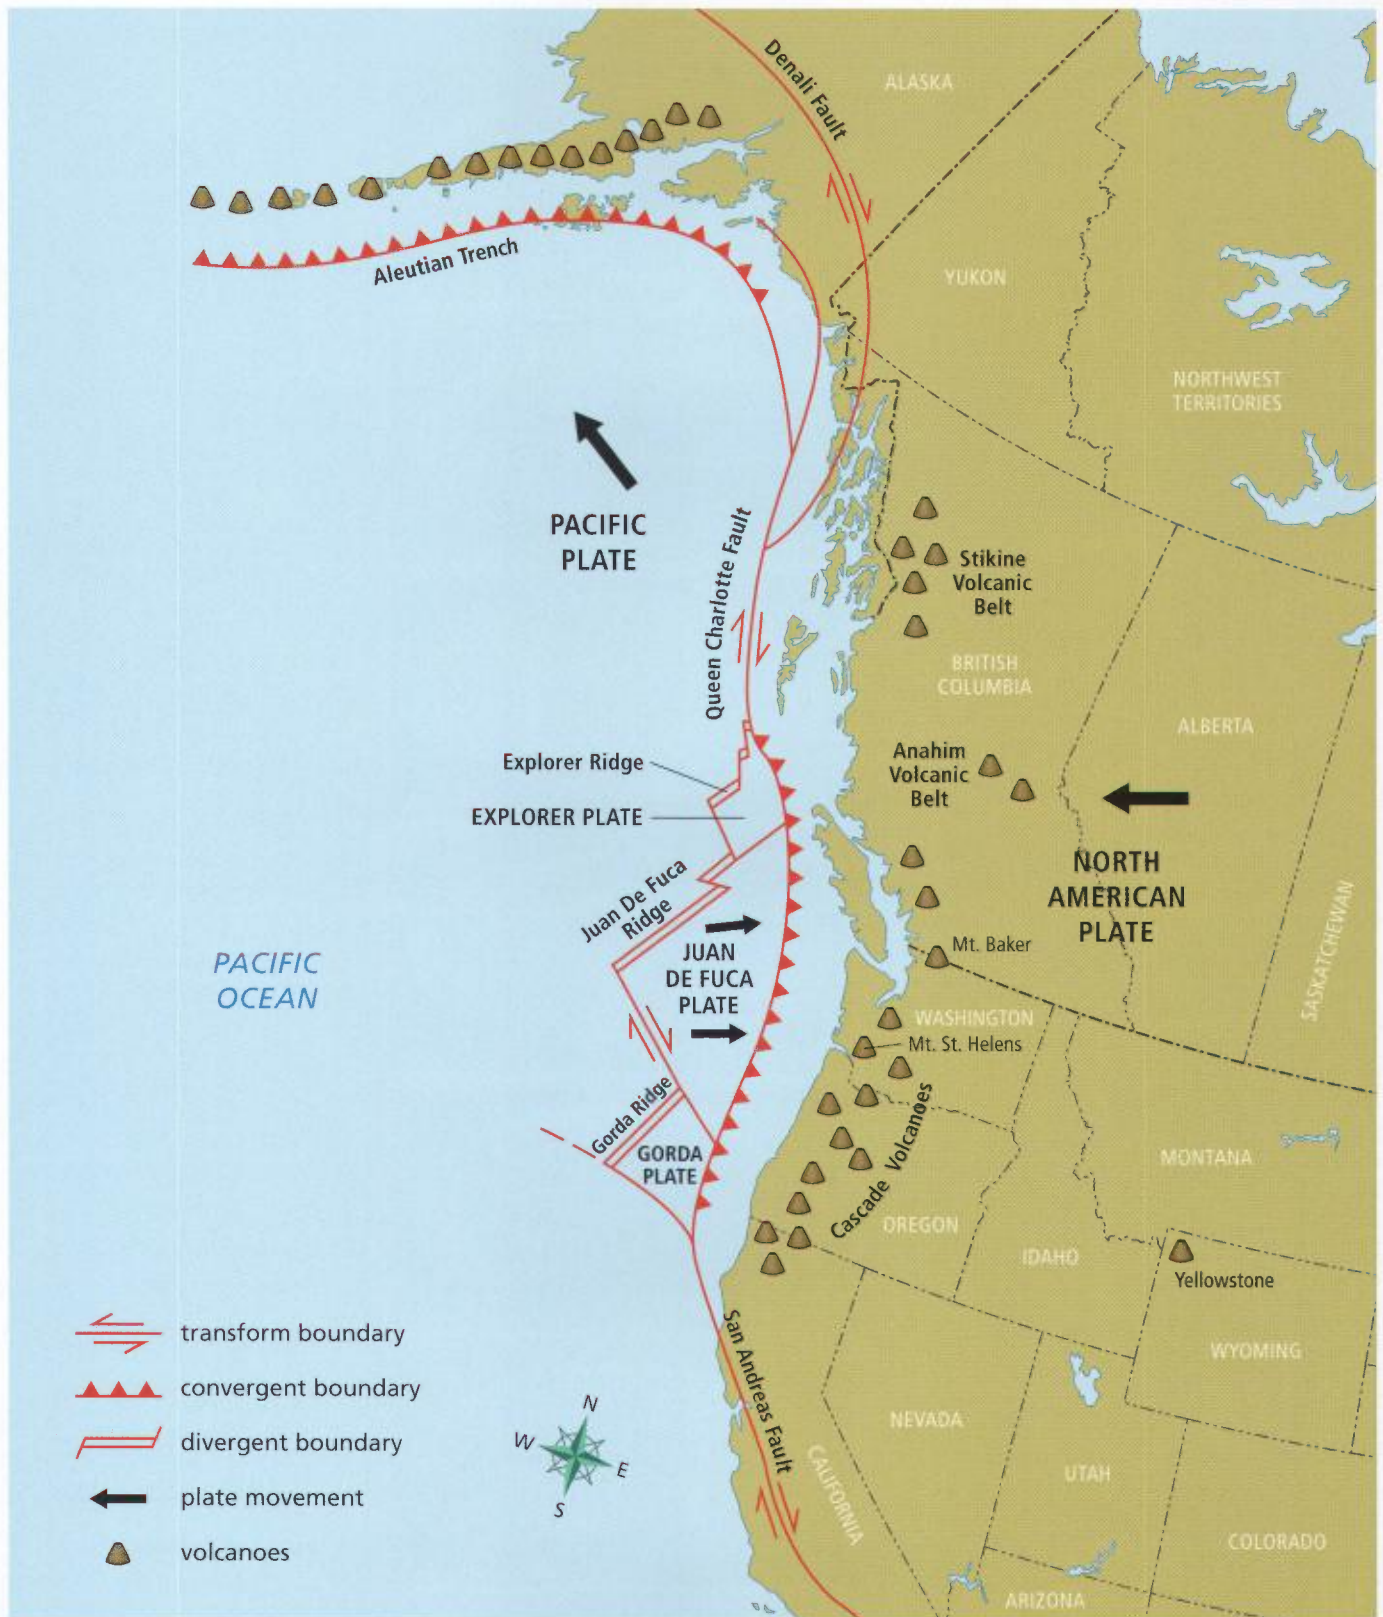 Denali Fault
ALASKA
Aleutian Trench
YUKON
NORTHWEST
TERRITORIES
PACIFIC
PLATE
Queen Charlotte Fault
Stikine
Volcanic
Belt
BRITISH
COLUMBIA
ALBERTA
Explorer Ridge
Anahim
Volcanic
Belt
EXPLORER PLATE
NORTH
AMERICAN
PLATE
Juan De Fuca
Ridge
SASKATCHEWAN
PACIFIC
OCEAN
JUAN
DE FUCA
PLATE
Mt. Baker
WASHINGTON
Mt. St. Helens
Gorda Ridge
GORDA
PLATE
Cascade Volcanoes
MONTANA
OREGON
IDAHO
Yellowstone
San Andreas Fault
WYOMING
NEVADA
CALIFORNIA
UTAH
COLORADO
ARIZONA
transform boundary
convergent boundary
divergent boundary
plate movement
volcanoes
N
W
E
S